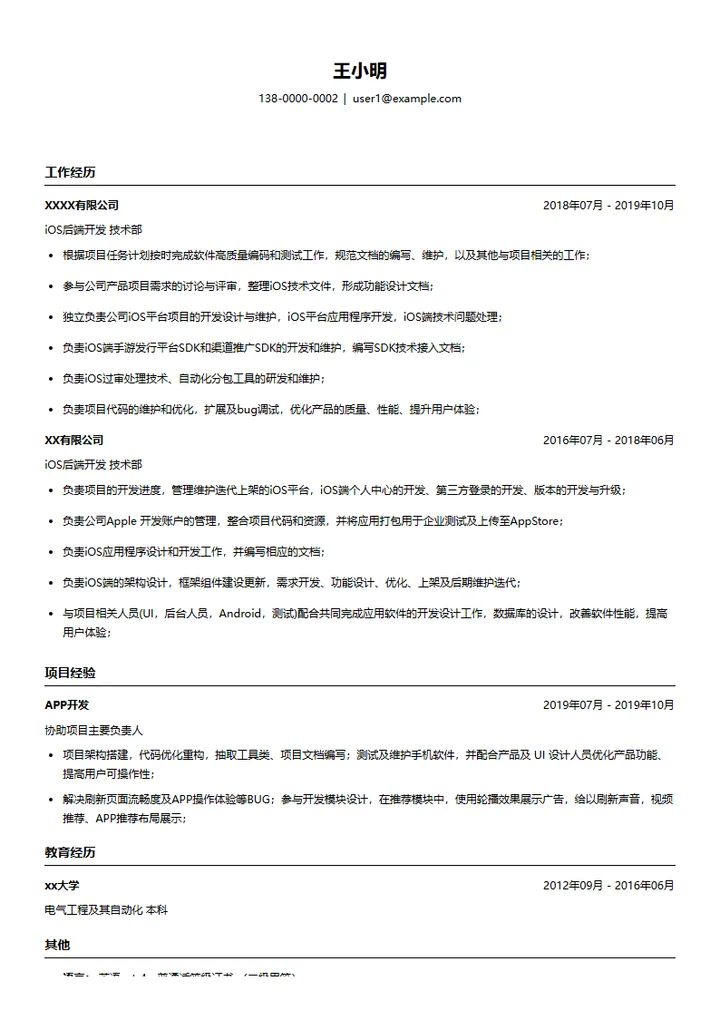 王小明
138-0000-0002 | user1@example.com
工作经历
XXXX有限公司 2018年07月 - 2019年10月
iOS后端开发 技术部
• 根据项目任务计划按时完成软件高质量编码和测试工作，规范文档的编写、维护，以及其他与项目相关的工作；
• 参与公司产品项目需求的讨论与评审，整理iOS技术文件，形成功能设计文档；
• 独立负责公司iOS平台项目的开发设计与维护，iOS平台应用程序开发，iOS端技术问题处理；
• 负责iOS端手游发行平台SDK和渠道推广SDK的开发和维护，编写SDK技术接入文档；
• 负责iOS过审处理技术、自动化分包工具的研发和维护；
• 负责项目代码的维护和优化，扩展及bug调试，优化产品的质量、性能、提升用户体验；
XX有限公司 2016年07月 - 2018年06月
iOS后端开发 技术部
• 负责项目的开发进度，管理维护迭代上架的iOS平台，iOS端个人中心的开发、第三方登录的开发、版本的开发与升级；
• 负责公司Apple 开发账户的管理，整合项目代码和资源，并将应用打包用于企业测试及上传至AppStore；
• 负责iOS应用程序设计和开发工作，并编写相应的文档；
• 负责iOS端的架构设计，框架组件建设更新，需求开发、功能设计、优化、上架及后期维护迭代；
• 与项目相关人员(UI，后台人员，Android，测试)配合共同完成应用软件的开发设计工作，数据库的设计，改善软件性能，提高
用户体验；
项目经验
APP开发 2019年07月 - 2019年10月
协助项目主要负责人
• 项目架构搭建，代码优化重构，抽取工具类、项目文档编写；测试及维护手机软件，并配合产品及 UI 设计人员优化产品功能、
提高用户可操作性；
• 解决刷新页面流畅度及APP操作体验等BUG；参与开发模块设计，在推荐模块中，使用轮播效果展示广告，给以刷新声音，视频
推荐、APP推荐布局展示；
教育经历
xx大学 2012年09月 - 2016年06月
电气工程及其自动化 本科
其他